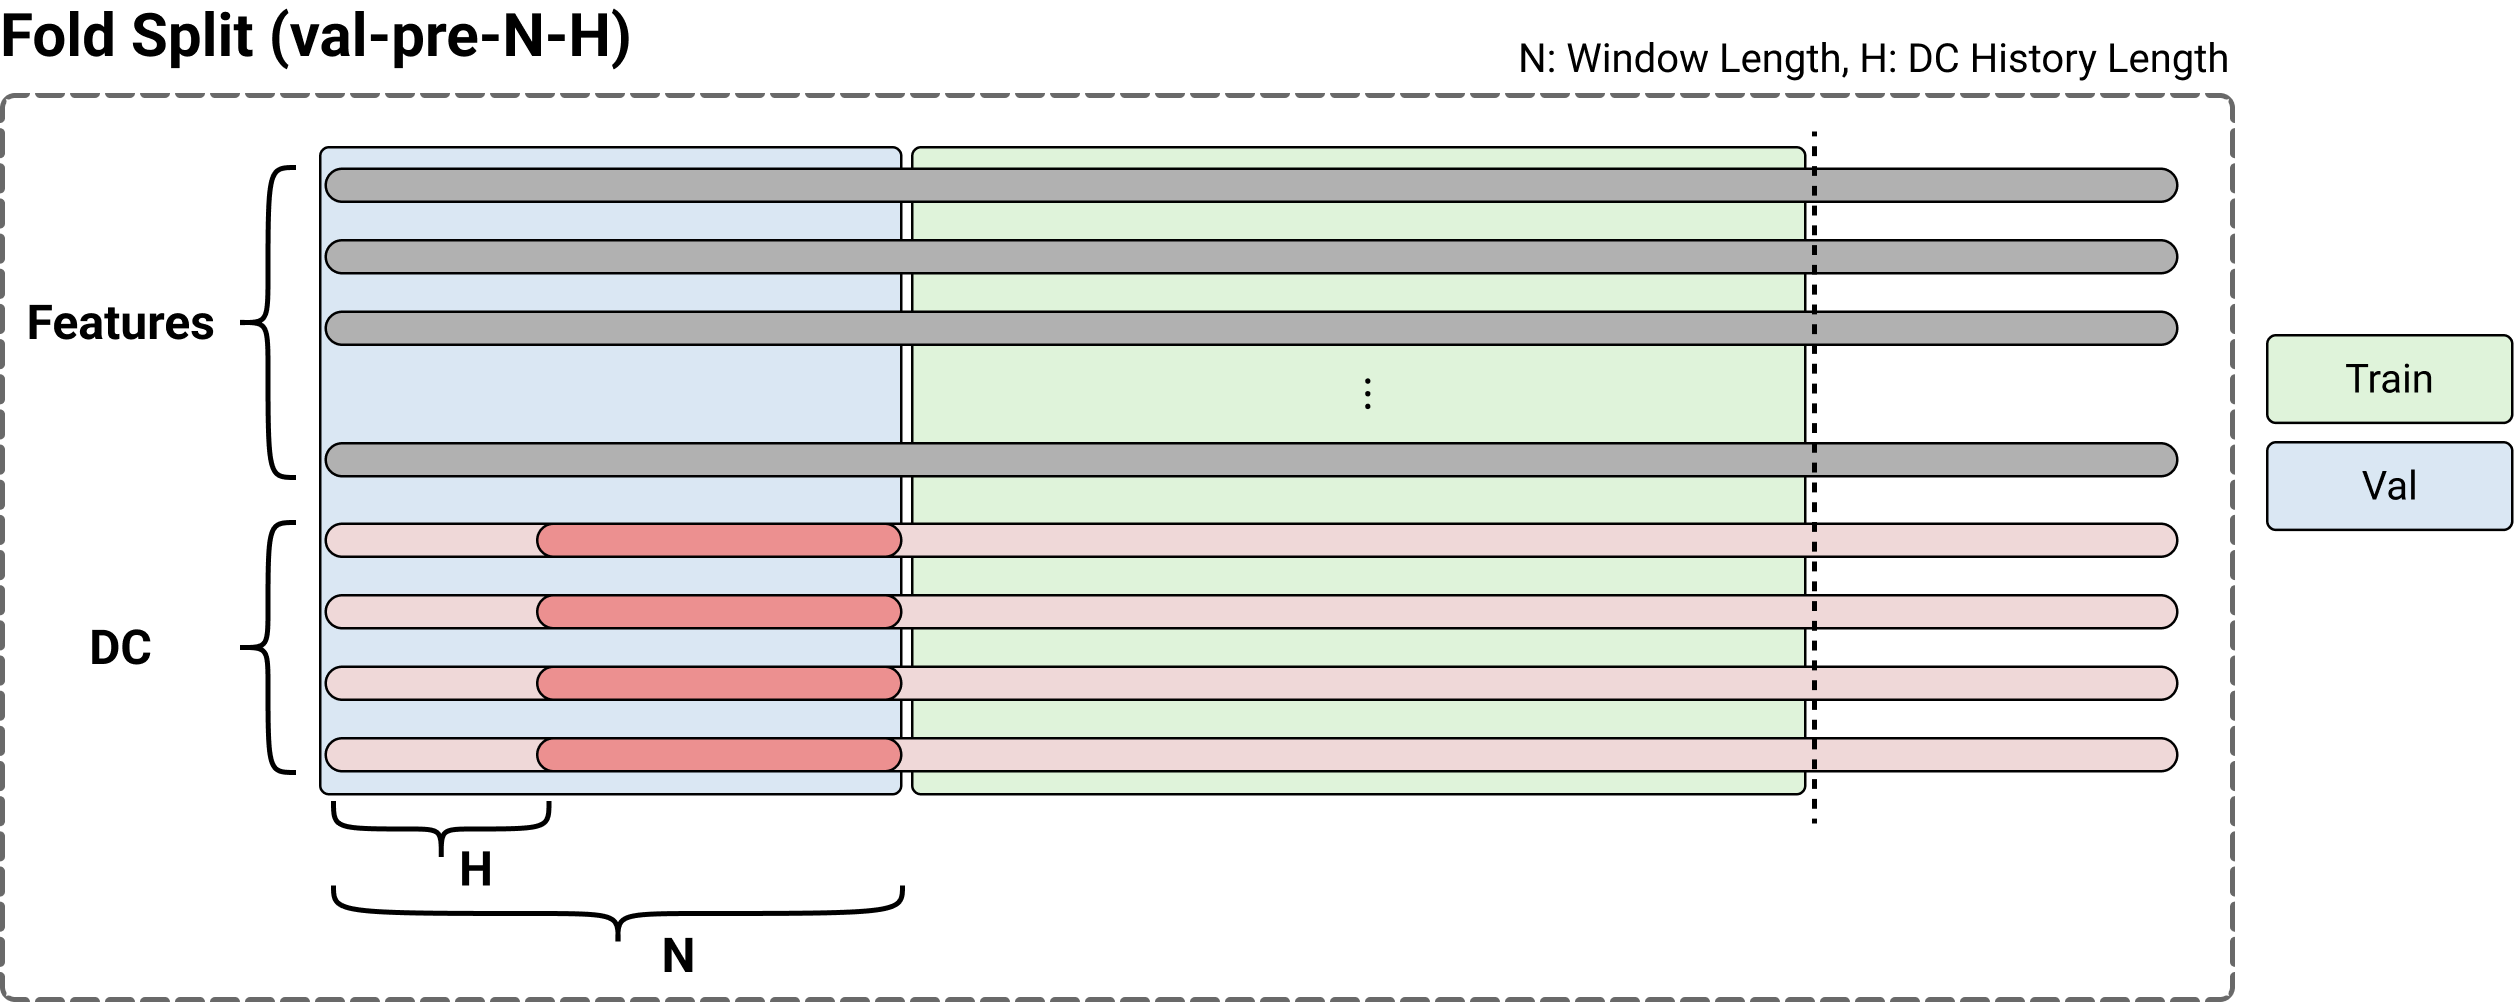 Fold Split (val-pre-N-H)
N: Window Length, H: DC History Length
Features
⋮
Train
Val
DC
H
N